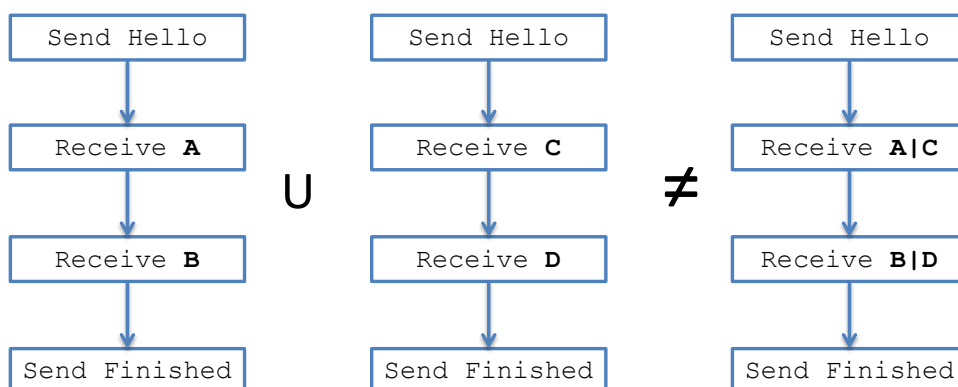 Send Hello
Receive A
Receive B
Send Finished
∪
Send Hello
Receive C
Receive D
Send Finished
≠
Send Hello
Receive A|C
Receive B|D
Send Finished